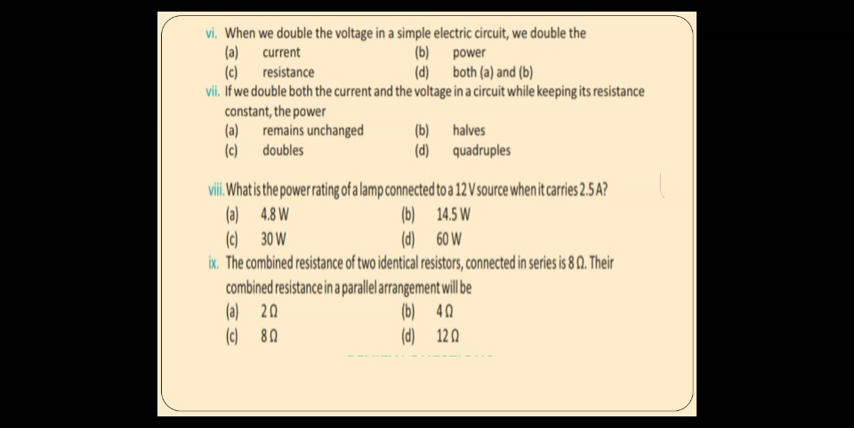 vi. When we double the voltage in a simple electric circuit, we double the
(a) current (b) power
(c) resistance (d) both (a) and (b)
vii. If we double both the current and the voltage in a circuit while keeping its resistance
constant, the power
(a) remains unchanged (b) halves
(c) doubles (d) quadruples
viii. What is the power rating of a lamp connected to a 12 V source when it carries 2.5 A?
(a) 4.8 W (b) 14.5 W
(c) 30 W (d) 60 W
ix. The combined resistance of two identical resistors, connected in series is 8 Ω. Their
combined resistance in a parallel arrangement will be
(a) 2 Ω (b) 4 Ω
(c) 8 Ω (d) 12 Ω